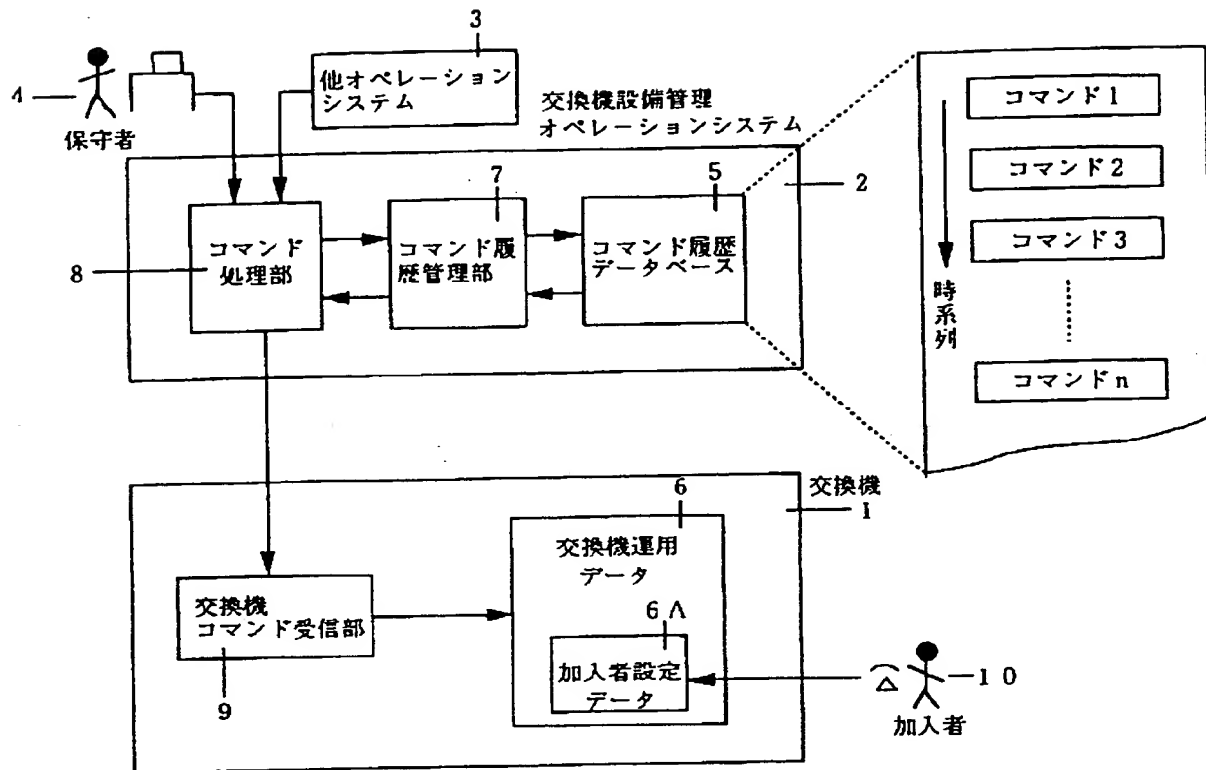 3
他オペレーション
システム
4
保守者
交換機設備管理
オペレーションシステム
2
7
5
コマンド
処理部
8
コマンド履
歴管理部
コマンド履歴
データベース
コマンド1
コマンド2
コマンド3
時系列
コマンドn
交換機
1
6
交換機運用
データ
6A
加入者設定
データ
交換機
コマンド受信部
9
10
加入者